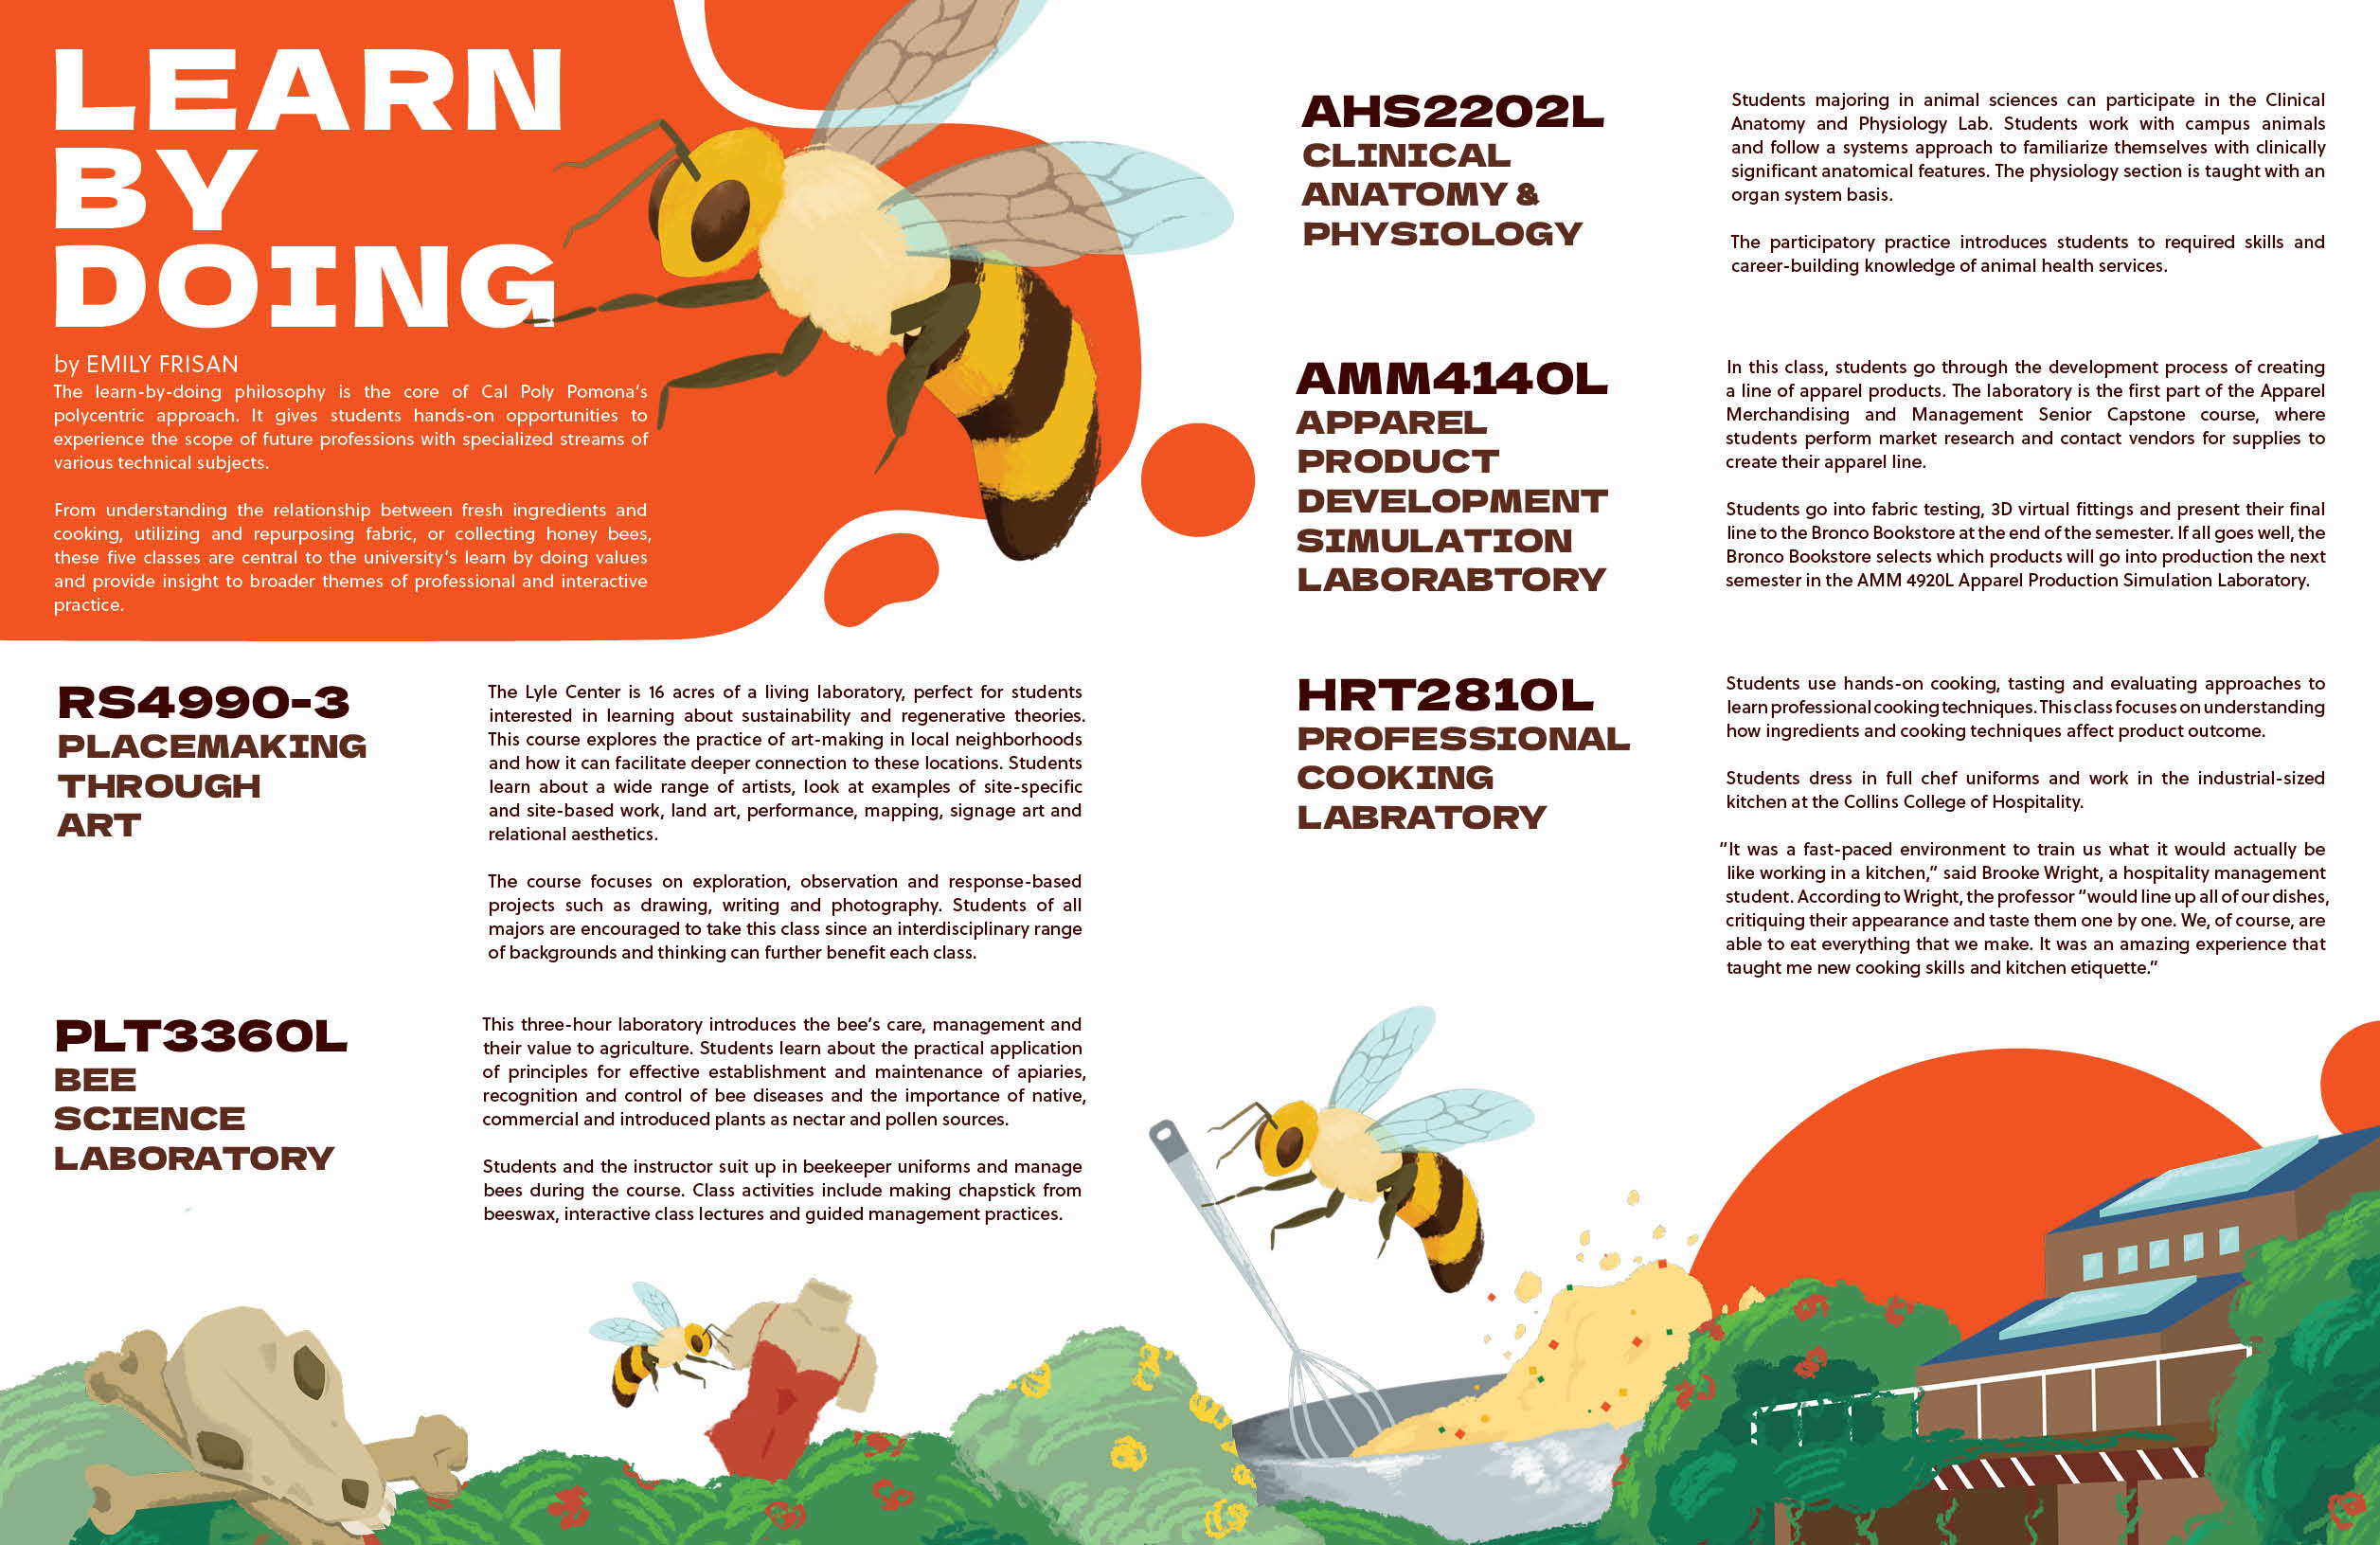 LEARN
BY
DOING
by EMILY FRISAN
The learn-by-doing philosophy is the core of Cal Poly Pomona's
polycentric approach. It gives students hands-on opportunities to
experience the scope of future professions with specialized streams of
various technical subjects.
From understanding the relationship between fresh ingredients and
cooking, utilizing and repurposing fabric, or collecting honey bees,
these five classes are central to the university's learn by doing values
and provide insight to broader themes of professional and interactive
practice.
RS4990-3
PLACEMAKING
THROUGH
ART
The Lyle Center is 16 acres of a living laboratory, perfect for students
interested in learning about sustainability and regenerative theories.
This course explores the practice of art-making in local neighborhoods
and how it can facilitate deeper connection to these locations. Students
learn about a wide range of artists, look at examples of site-specific
and site-based work, land art, performance, mapping, signage art and
relational aesthetics.
The course focuses on exploration, observation and response-based
projects such as drawing, writing and photography. Students of all
majors are encouraged to take this class since an interdisciplinary range
of backgrounds and thinking can further benefit each class.
PLT3360L
BEE
SCIENCE
LABORATORY
This three-hour laboratory introduces the bee's care, management and
their value to agriculture. Students learn about the practical application
of principles for effective establishment and maintenance of apiaries,
recognition and control of bee diseases and the importance of native,
commercial and introduced plants as nectar and pollen sources.
Students and the instructor suit up in beekeeper uniforms and manage
bees during the course. Class activities include making chapstick from
beeswax, interactive class lectures and guided management practices.
AHS2202L
CLINICAL
ANATOMY &
PHYSIOLOGY
Students majoring in animal sciences can participate in the Clinical
Anatomy and Physiology Lab. Students work with campus animals
and follow a systems approach to familiarize themselves with clinically
significant anatomical features. The physiology section is taught with an
organ system basis.
The participatory practice introduces students to required skills and
career-building knowledge of animal health services.
AMM4140L
APPAREL
PRODUCT
DEVELOPMENT
SIMULATION
LABORABTORY
In this class, students go through the development process of creating
a line of apparel products. The laboratory is the first part of the Apparel
Merchandising and Management Senior Capstone course, where
students perform market research and contact vendors for supplies to
create their apparel line.
Students go into fabric testing, 3D virtual fittings and present their final
line to the Bronco Bookstore at the end of the semester. If all goes well, the
Bronco Bookstore selects which products will go into production the next
semester in the AMM 4920L Apparel Production Simulation Laboratory.
HRT2810L
PROFESSIONAL
COOKING
LABRATORY
Students use hands-on cooking, tasting and evaluating approaches to
learn professional cooking techniques. This class focuses on understanding
how ingredients and cooking techniques affect product outcome.
Students dress in full chef uniforms and work in the industrial-sized
kitchen at the Collins College of Hospitality.
"It was a fast-paced environment to train us what it would actually be
like working in a kitchen," said Brooke Wright, a hospitality management
student. According to Wright, the professor "would line up all of our dishes,
critiquing their appearance and taste them one by one. We, of course, are
able to eat everything that we make. It was an amazing experience that
taught me new cooking skills and kitchen etiquette."